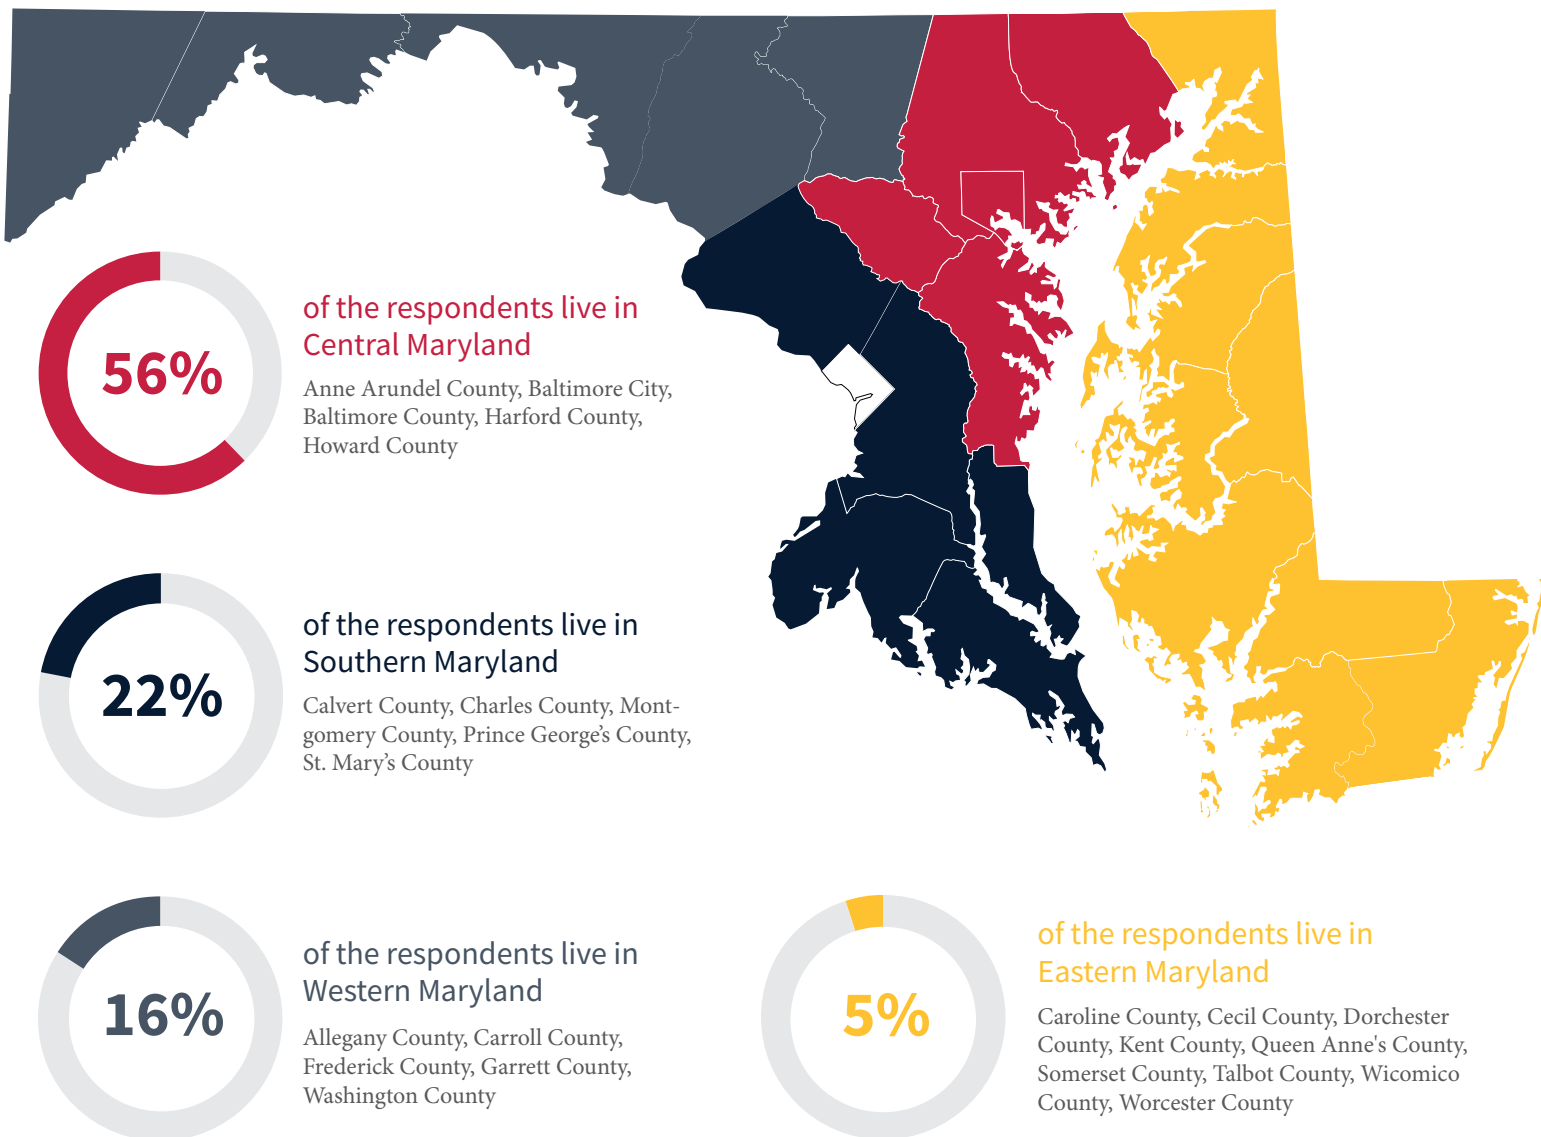 56%
of the respondents live in
Central Maryland
Anne Arundel County, Baltimore City,
Baltimore County, Harford County,
Howard County
22%
of the respondents live in
Southern Maryland
Calvert County, Charles County, Mont-
gomery County, Prince George’s County,
St. Mary’s County
16%
of the respondents live in
Western Maryland
Allegany County, Carroll County,
Frederick County, Garrett County,
Washington County
5%
of the respondents live in
Eastern Maryland
Caroline County, Cecil County, Dorchester
County, Kent County, Queen Anne's County,
Somerset County, Talbot County, Wicomico
County, Worcester County